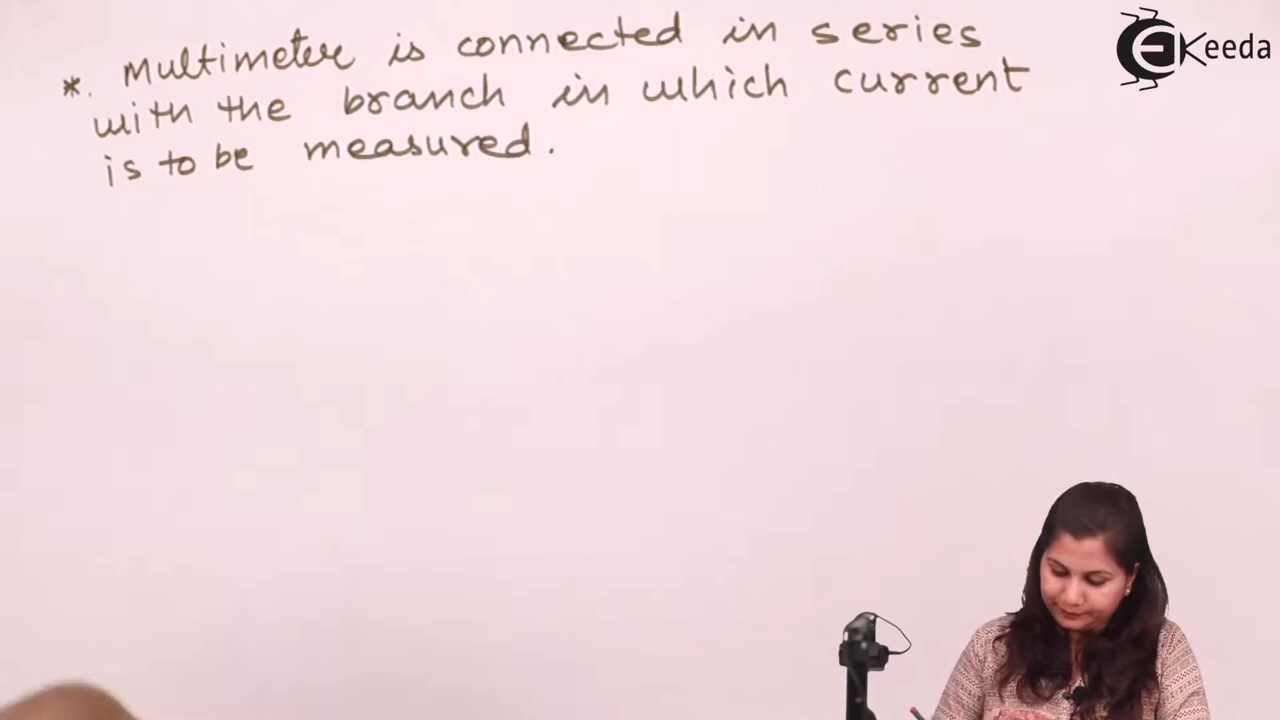 * . Multimeter is connected in series
with the branch in which current
is to be measured.
EKeeda